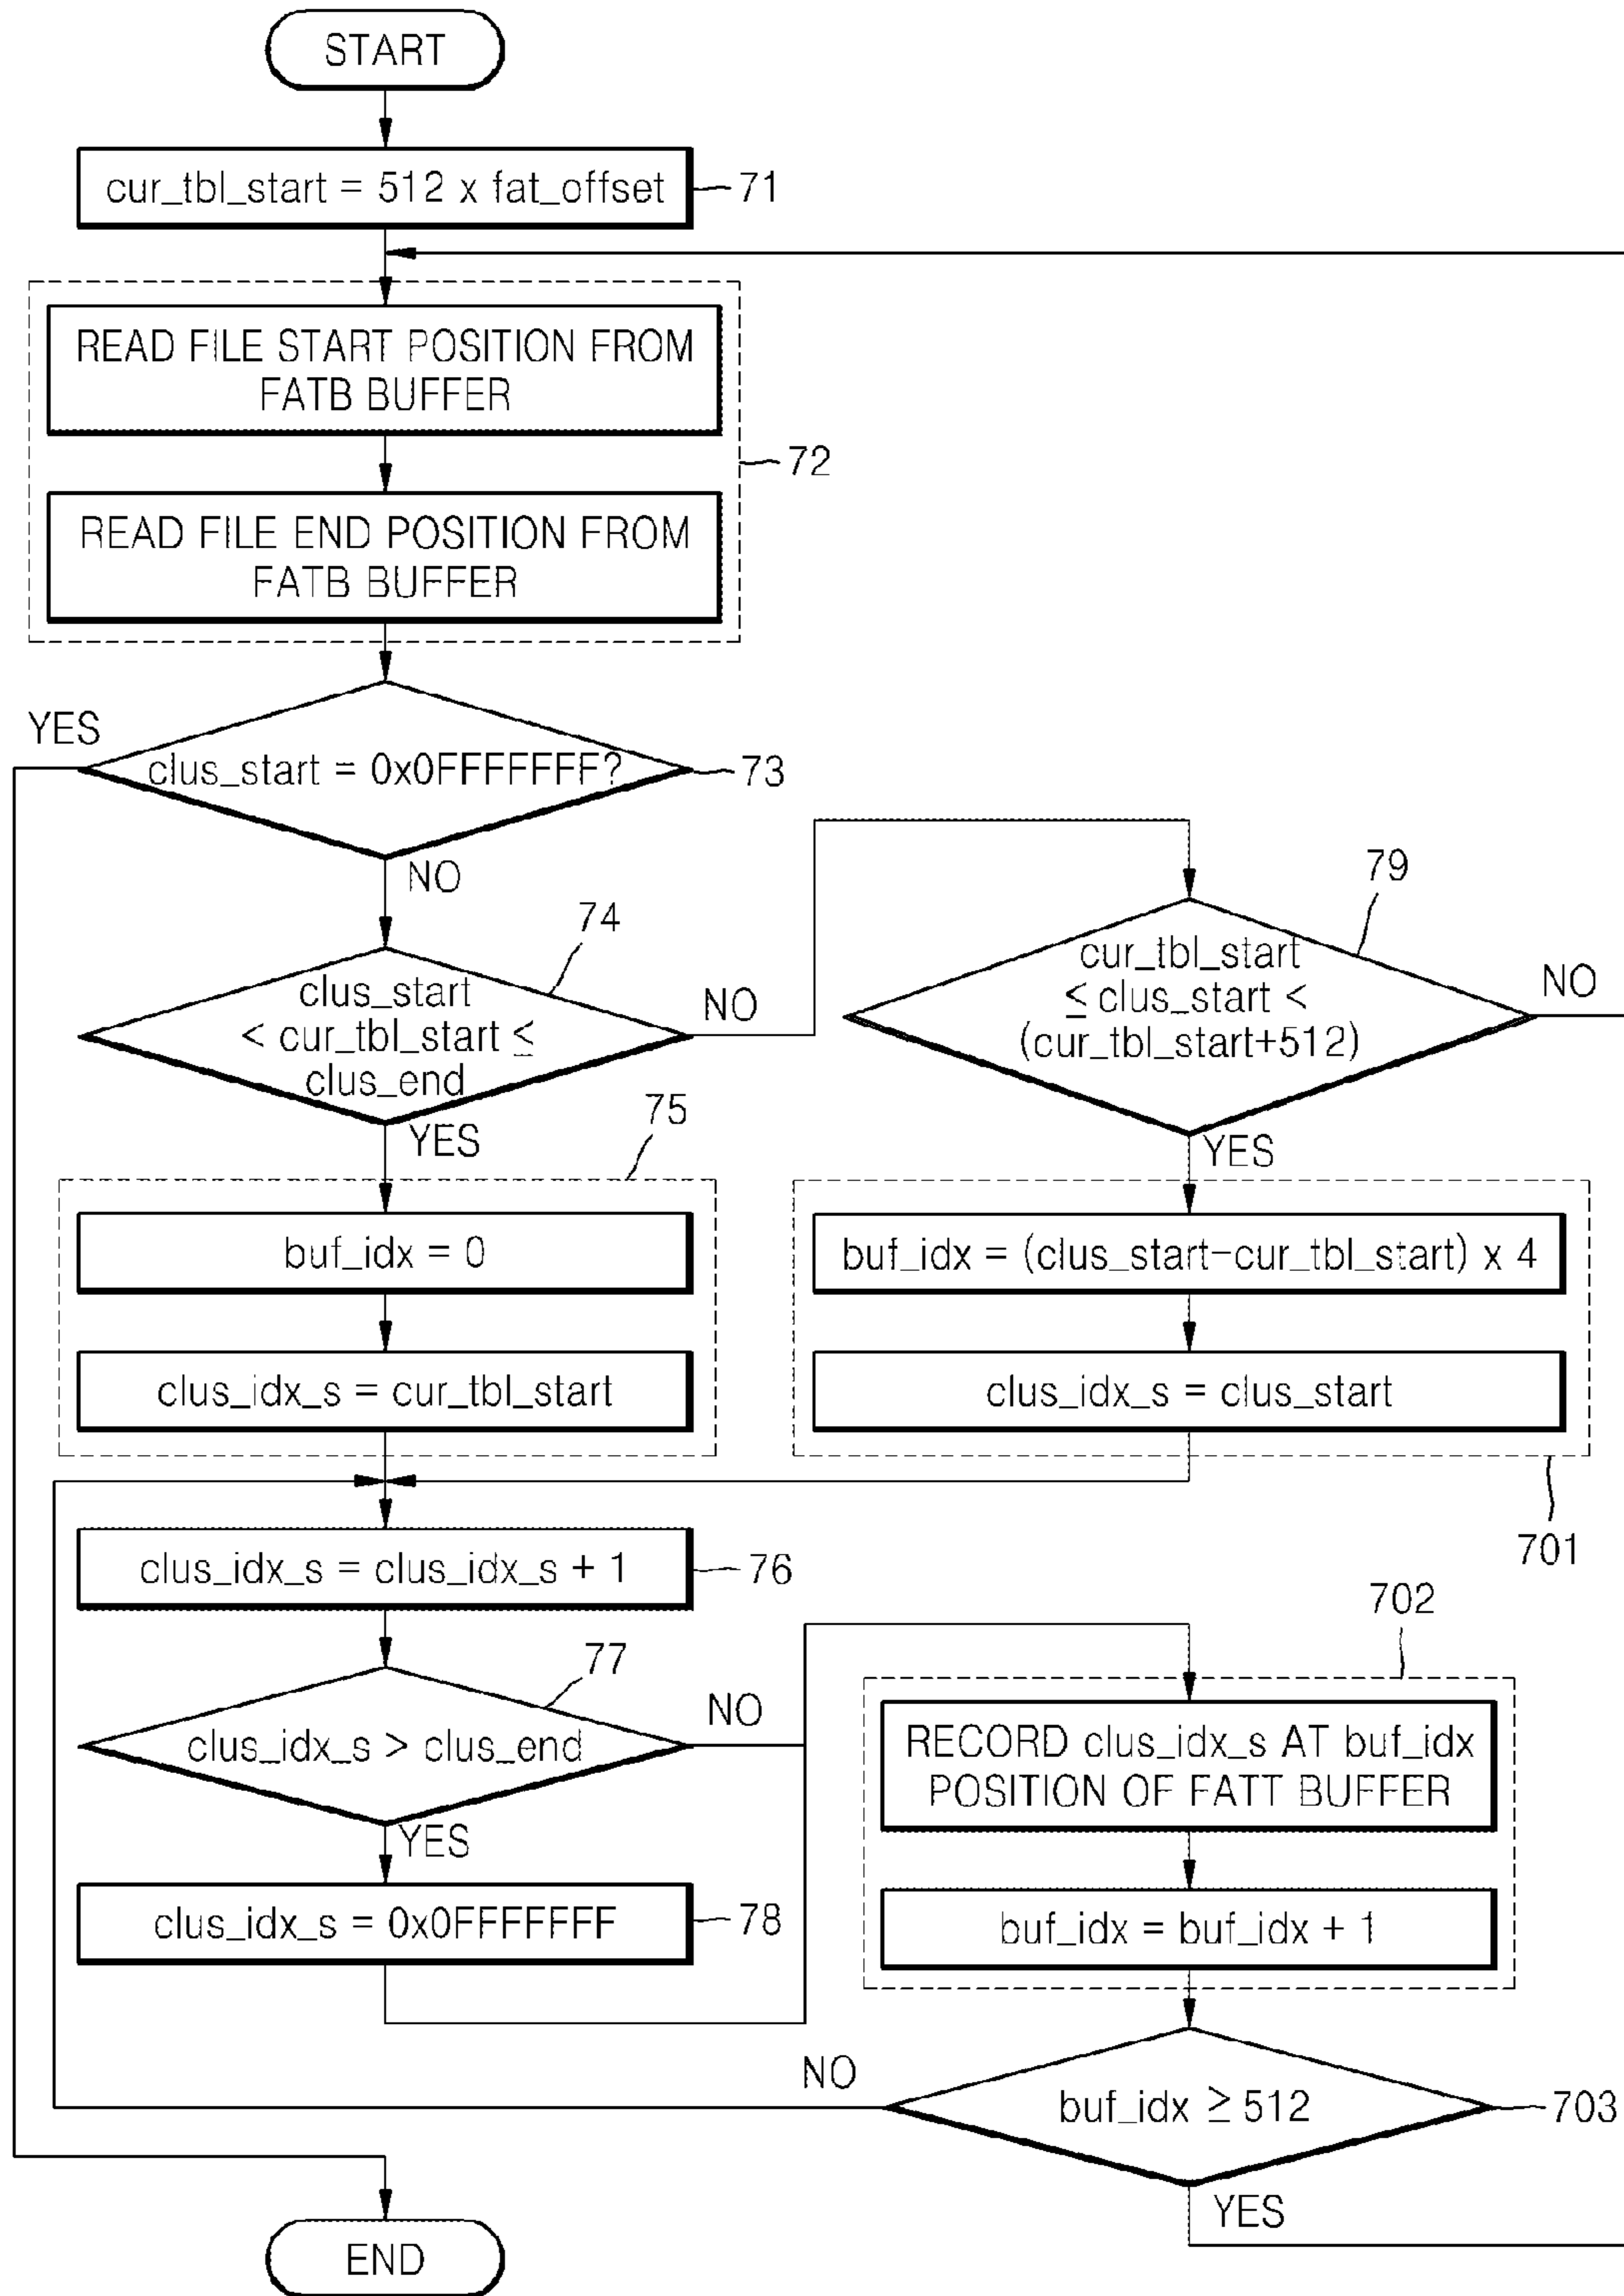 START
cur_tbl_start = 512 x fat_offset
71
READ FILE START POSITION FROM
FATB BUFFER
72
READ FILE END POSITION FROM
FATB BUFFER
YES
clus_start = 0x0FFFFFFF?
73
NO
74
clus_start
< cur_tbl_start ≤
clus_end
NO
79
cur_tbl_start
≤ clus_start <
(cur_tbl_start+512)
NO
YES
75
buf_idx = 0
clus_idx_s = cur_tbl_start
YES
buf_idx = (clus_start-cur_tbl_start) x 4
clus_idx_s = clus_start
701
clus_idx_s = clus_idx_s + 1
76
77
clus_idx_s > clus_end
NO
YES
clus_idx_s = 0x0FFFFFFF
78
702
RECORD clus_idx_s AT buf_idx
POSITION OF FATT BUFFER
buf_idx = buf_idx + 1
NO
buf_idx ≥ 512
703
YES
END